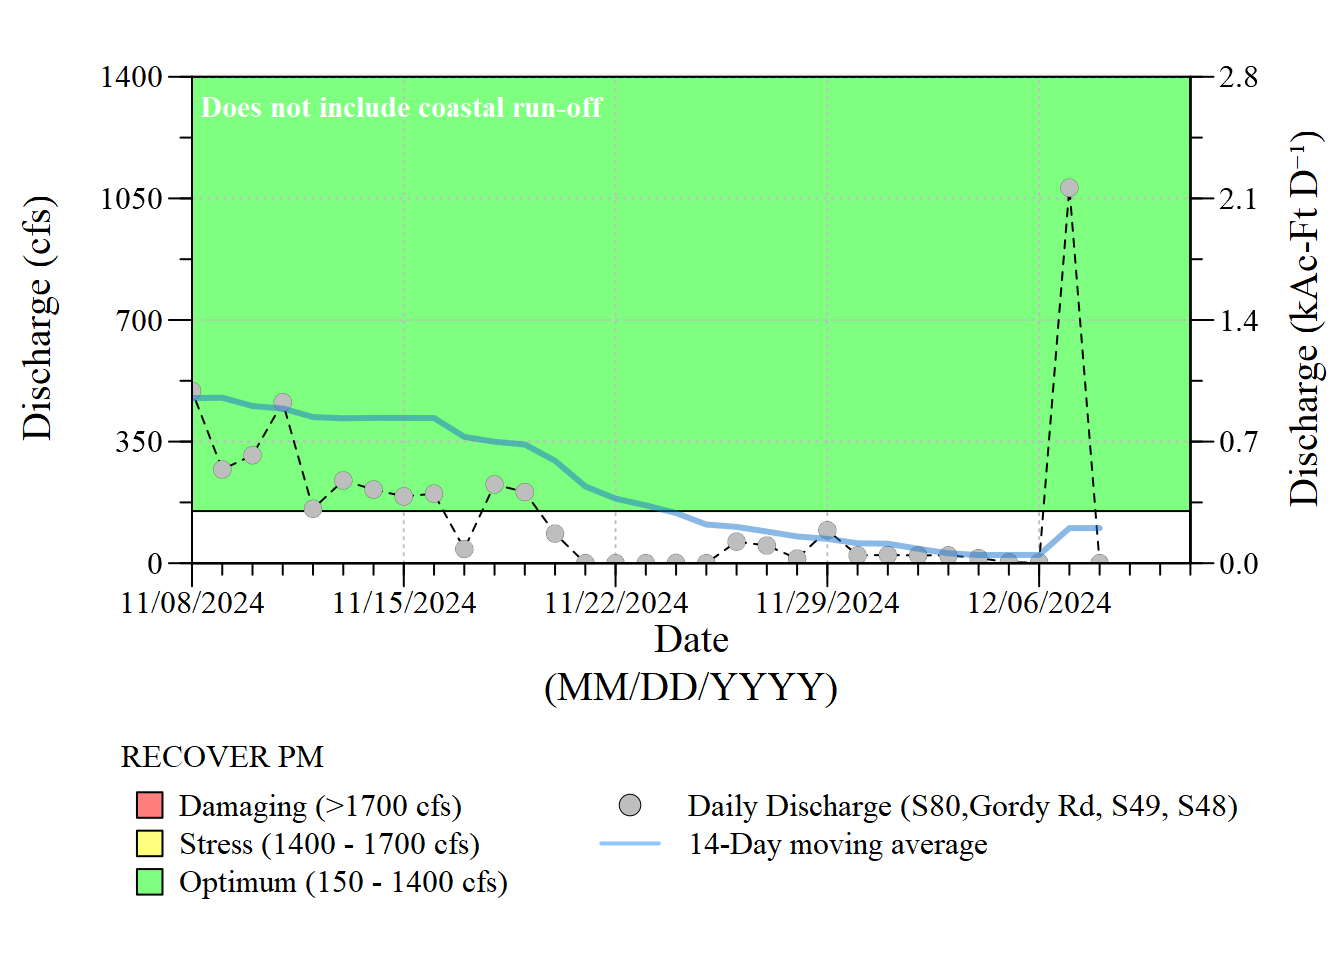 Does not include coastal run-off
1400
1050
700
350
0
Discharge (cfs)
2.8
2.1
1.4
0.7
0.0
Discharge (kAc-Ft D⁻¹)
11/08/2024 11/15/2024 11/22/2024 11/29/2024 12/06/2024
Date
(MM/DD/YYYY)
RECOVER PM
Damaging (>1700 cfs)
Stress (1400 - 1700 cfs)
Optimum (150 - 1400 cfs)
Daily Discharge (S80,Gordy Rd, S49, S48)
14-Day moving average